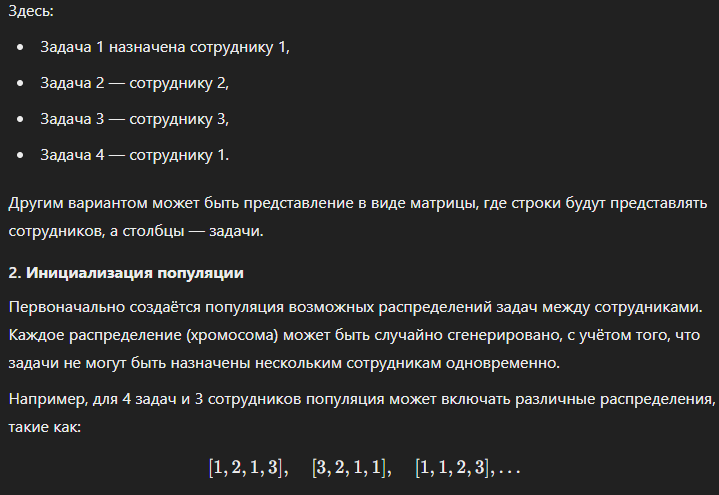 Здесь:
• Задача 1 назначена сотруднику 1,
• Задача 2 — сотруднику 2,
• Задача 3 — сотруднику 3,
• Задача 4 — сотруднику 1.
Другим вариантом может быть представление в виде матрицы, где строки будут представлять
сотрудников, а столбцы — задачи.
2. Инициализация популяции
Первоначально создаётся популяция возможных распределений задач между сотрудниками.
Каждое распределение (хромосома) может быть случайно сгенерировано, с учётом того, что
задачи не могут быть назначены нескольким сотрудникам одновременно.
Например, для 4 задач и 3 сотрудников популяция может включать различные распределения,
такие как:
[1, 2, 1, 3], [3, 2, 1, 1], [1, 1, 2, 3], …